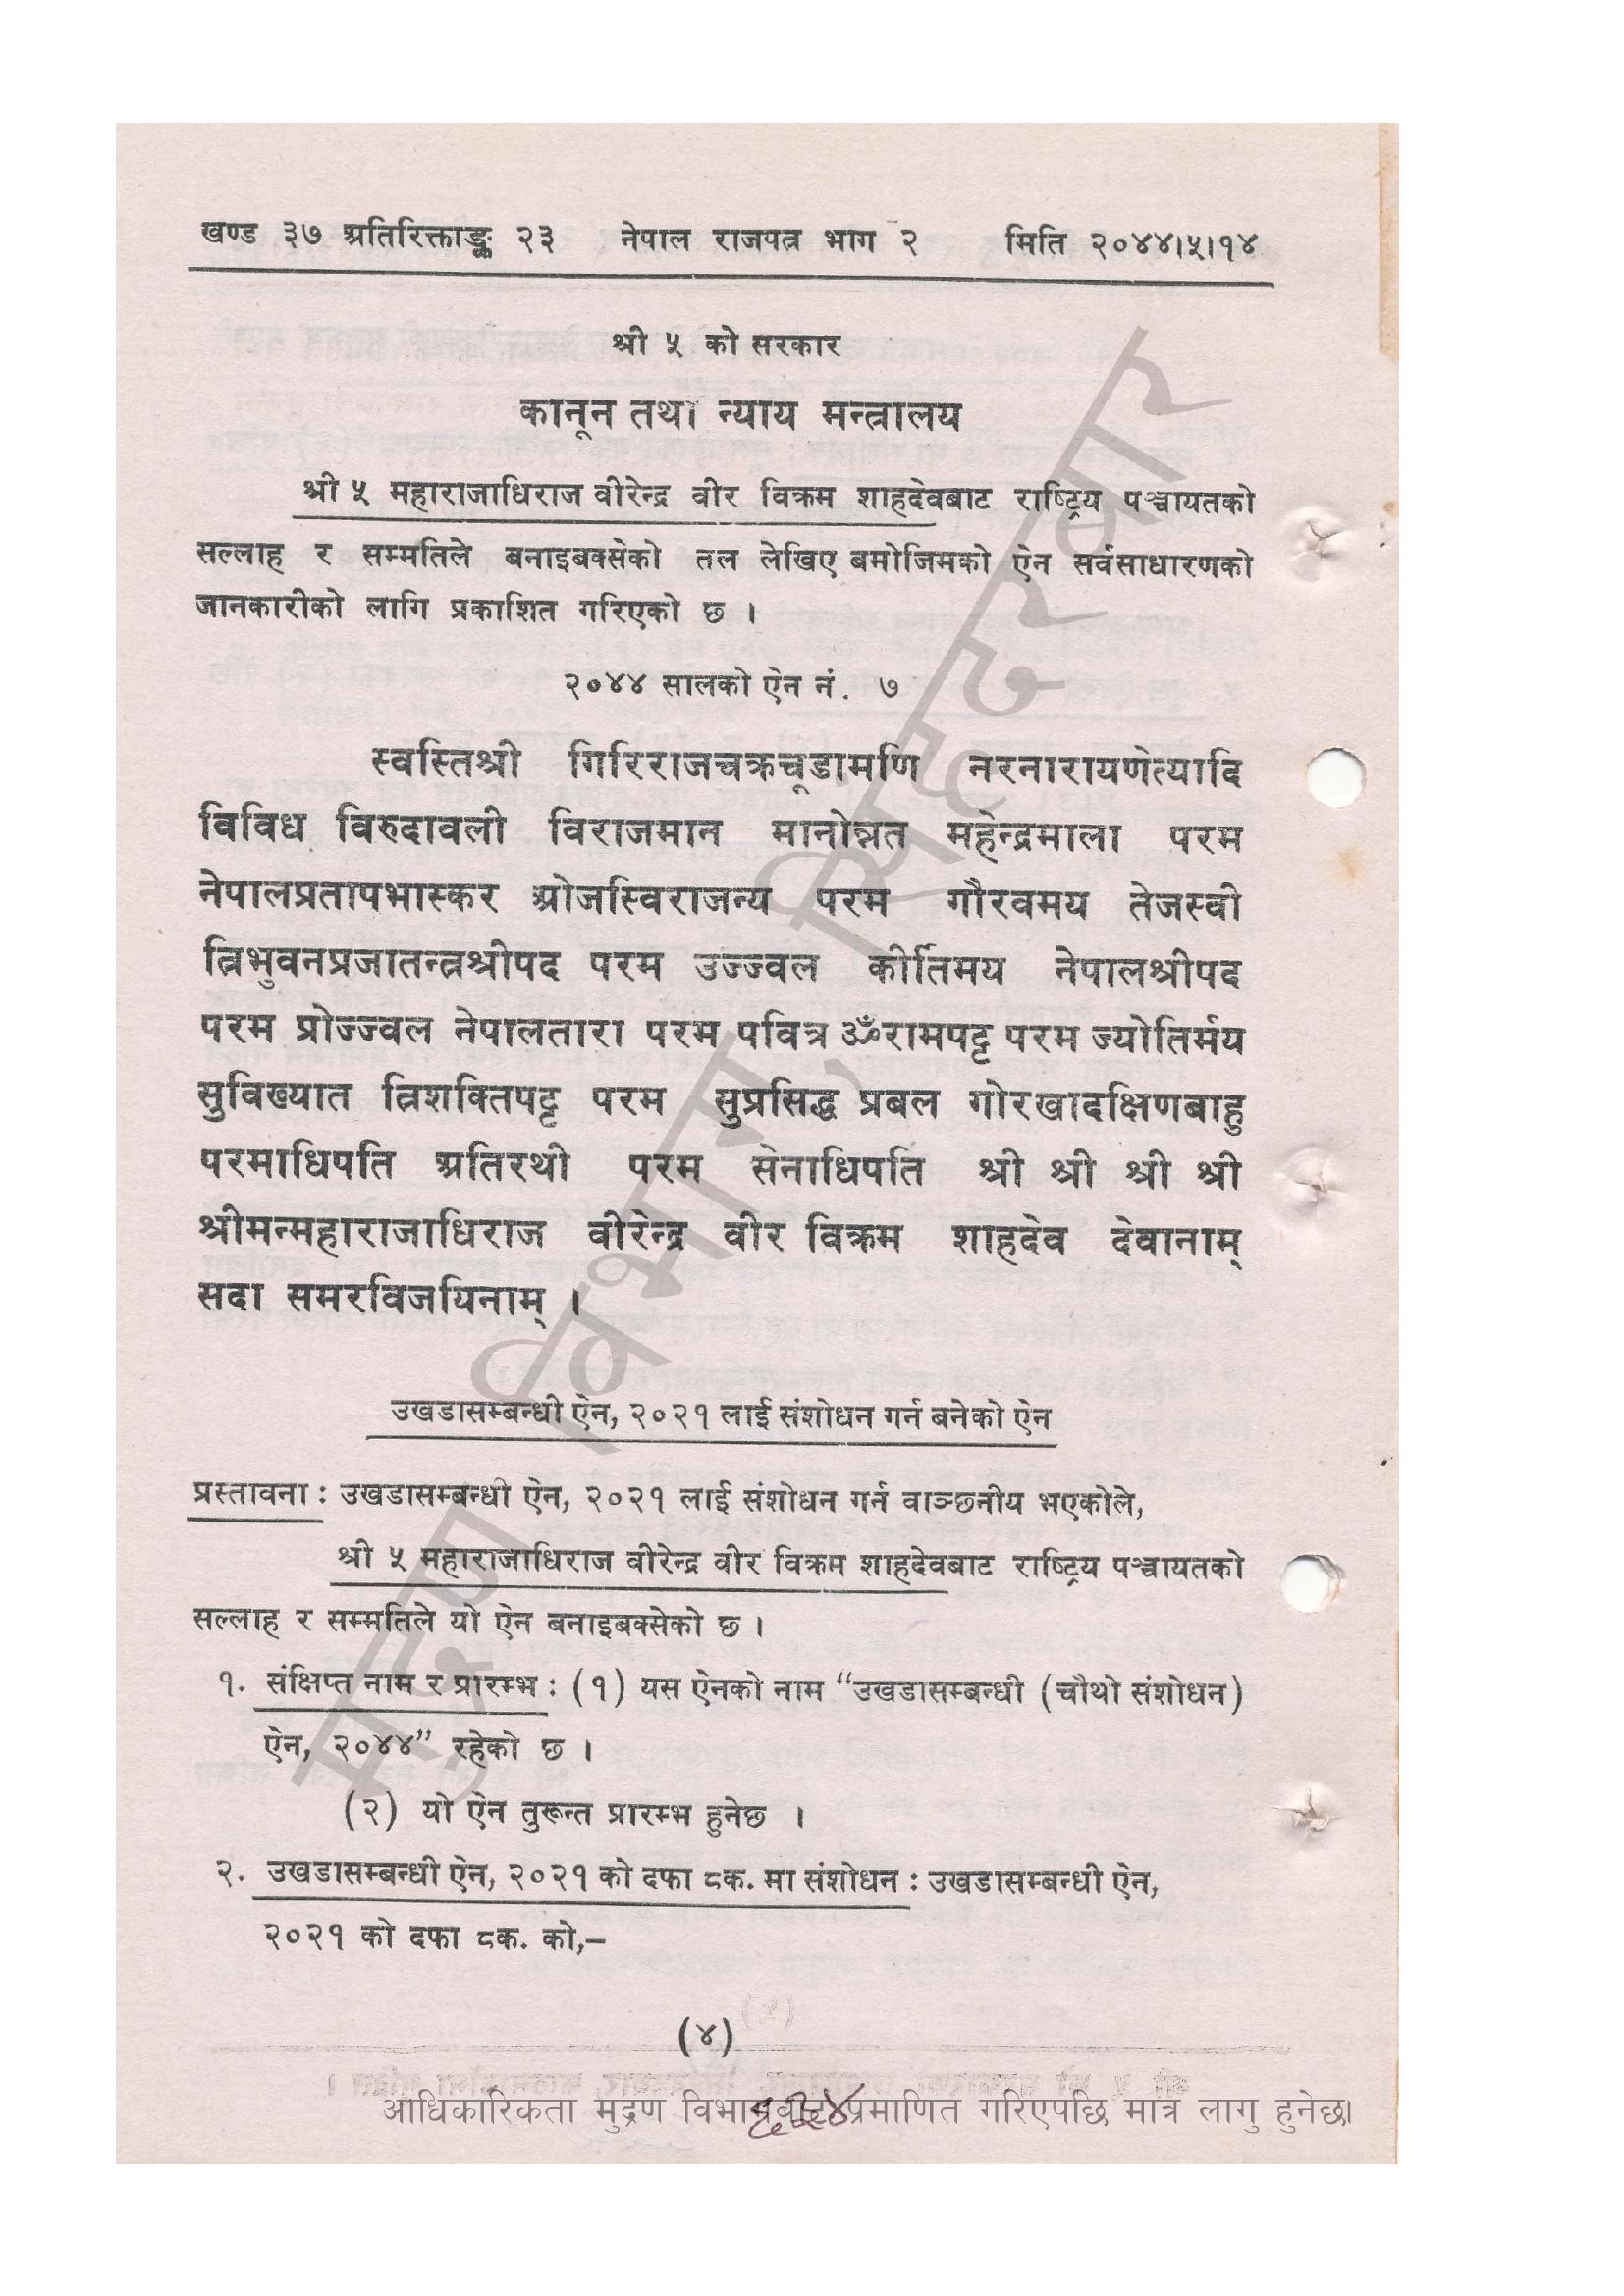 खण्ड ३७ अतिरिक्ताङ्क २३ नेपाल राजपत्र भाग २ मिति २०४४।५।१४
श्री ५ को सरकार
कानून तथा न्याय मन्त्रालय
श्री ५ महाराजाधिराज वीरेन्द्र वीर विक्रम शाहदेवबाट राष्ट्रिय पञ्चायतको
सल्लाह र सम्मतिले बनाइबक्सेको तल लेखिए बमोजिमको ऐन सर्वसाधारणको
जानकारीको लागि प्रकाशित गरिएको छ ।
२०४४ सालको ऐन नं. ७
स्वस्तिश्री गिरिराजचक्रचूडामणि नरनारायणेत्यादि
विविध विरुदावली विराजमान मानोन्नत महेन्द्रमाला परम
नेपालप्रतापभास्कर ओजस्विराजन्य परम गौरवमय तेजस्वी
त्रिभुवनप्रजातन्त्रश्रीपद परम उज्ज्वल कीर्तिमय नेपालश्रीपद
परम प्रोज्ज्वल नेपालतारा परम पवित्र ॐरामपट्ट परम ज्योतिर्मय
सुविख्यात त्रिशक्तिपट्ट परम सुप्रसिद्ध प्रबल गोरखादक्षिणबाहु
परमाधिपति अतिरथी परम सेनाधिपति श्री श्री श्री श्री
श्रीमन्महाराजाधिराज वीरेन्द्र वीर विक्रम शाहदेव देवानाम्
सदा समरविजयिनाम् ।
उखडासम्बन्धी ऐन, २०२१ लाई संशोधन गर्न बनेको ऐन
प्रस्तावना : उखडासम्बन्धी ऐन, २०२१ लाई संशोधन गर्न वाञ्छनीय भएकोले,
श्री ५ महाराजाधिराज वीरेन्द्र वीर विक्रम शाहदेवबाट राष्ट्रिय पञ्चायतको
सल्लाह र सम्मतिले यो ऐन बनाइबक्सेको छ ।
१. संक्षिप्त नाम र प्रारम्भ : (१) यस ऐनको नाम “उखडासम्बन्धी (चौथो संशोधन)
ऐन, २०४४” रहेको छ ।
(२) यो ऐन तुरून्त प्रारम्भ हुनेछ ।
२. उखडासम्बन्धी ऐन, २०२१ को दफा ८क. मा संशोधन : उखडासम्बन्धी ऐन,
२०२१ को दफा ८क. को,–
(४)
आधिकारिकता मुद्रण विभागबाट प्रमाणित गरिएपछि मात्र लागु हुनेछ।
मुद्रण विभाग, सिंहदरबार